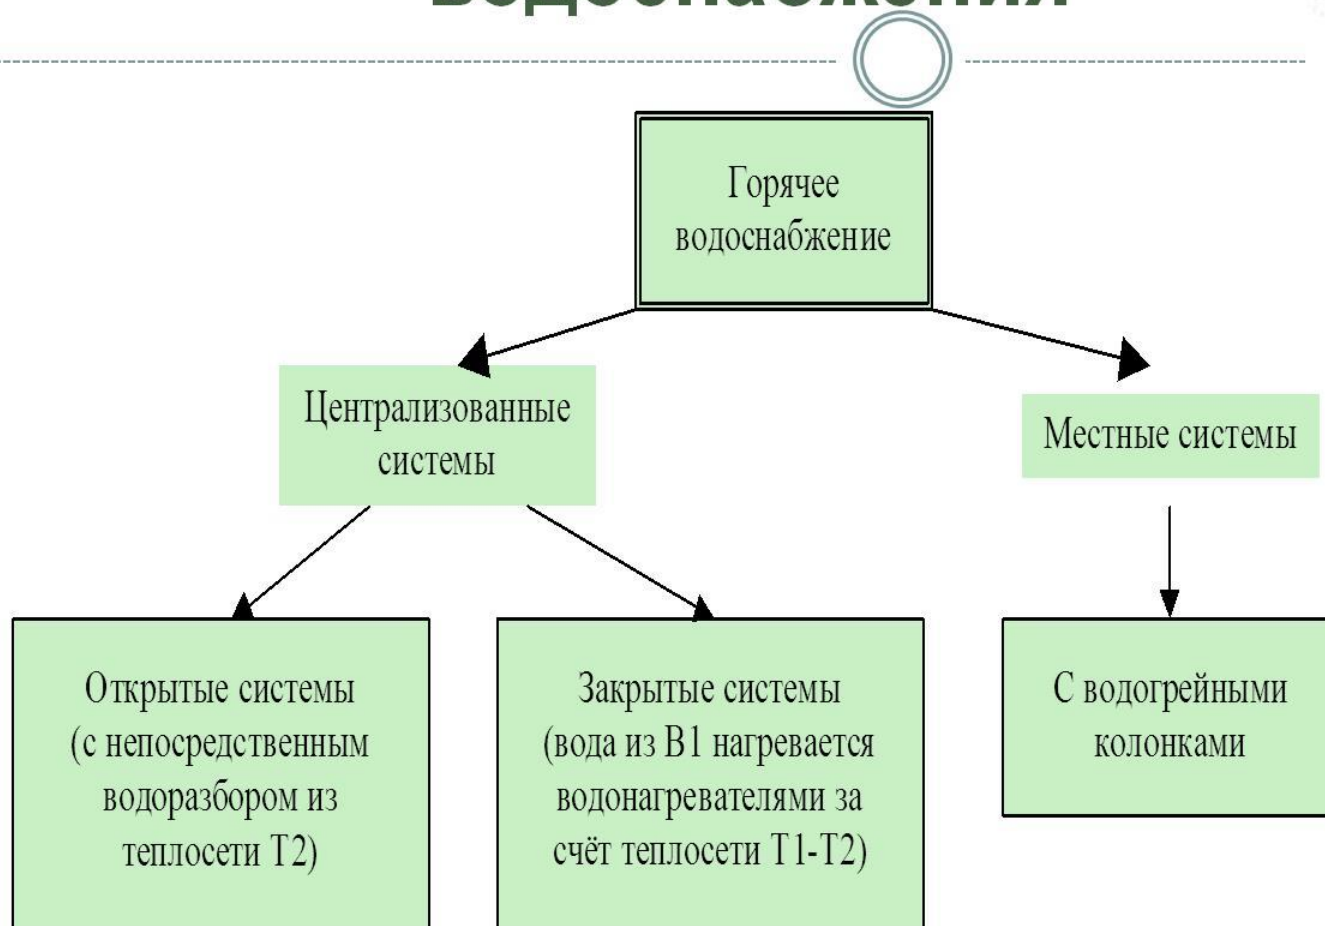 водоснабжения
Горячее
водоснабжение
Централизованные
системы
Местные системы
Открытые системы
(с непосредственным
водоразбором из
теплосети Т2)
Закрытые системы
(вода из В1 нагревается
водонагревателями за
счёт теплосети Т1-Т2)
С водогрейными
колонками